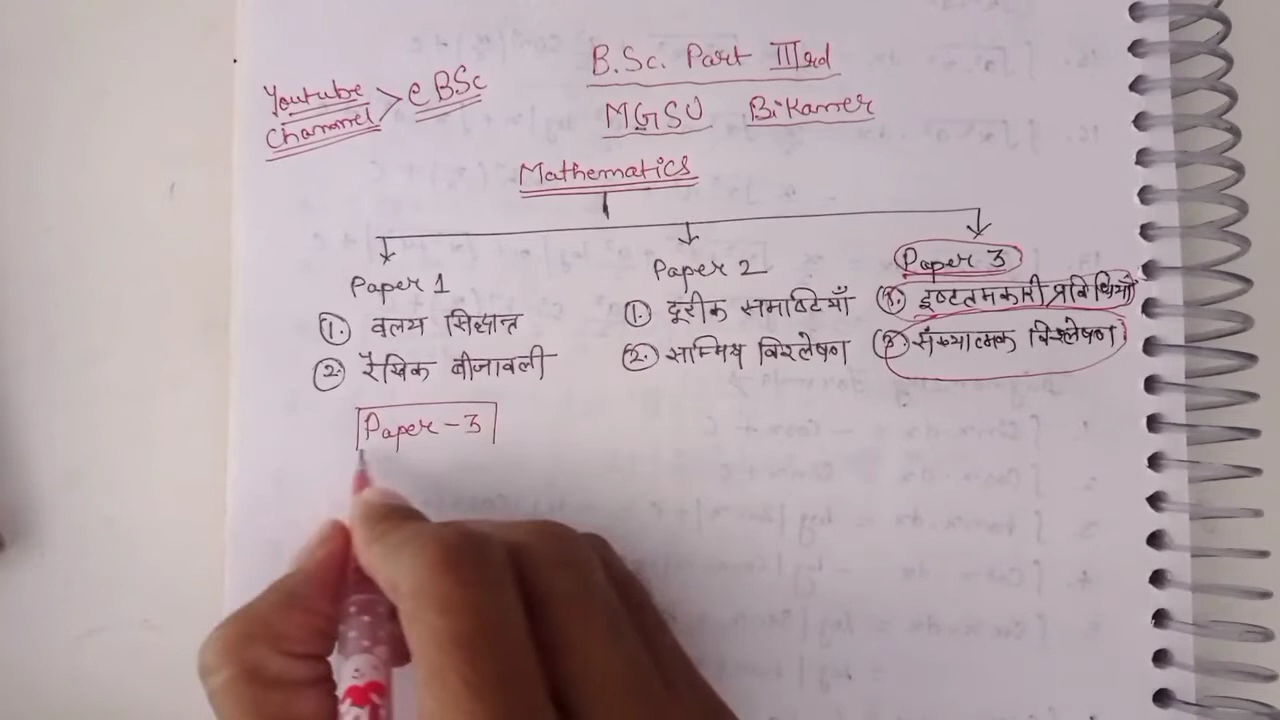 B.Sc. Part IIIrd
Youtube Channel > eBSc
MGSU Bikaner
Mathematics
Paper 1
① वलय सिद्धान्त
② रैखिक बीजावली
Paper 2
① दूरीक समष्टियाँ
② सम्मिश्र विश्लेषण
Paper 3
① इष्टतमकारी प्रविधियाँ
② संख्यात्मक विश्लेषण
Paper - 3